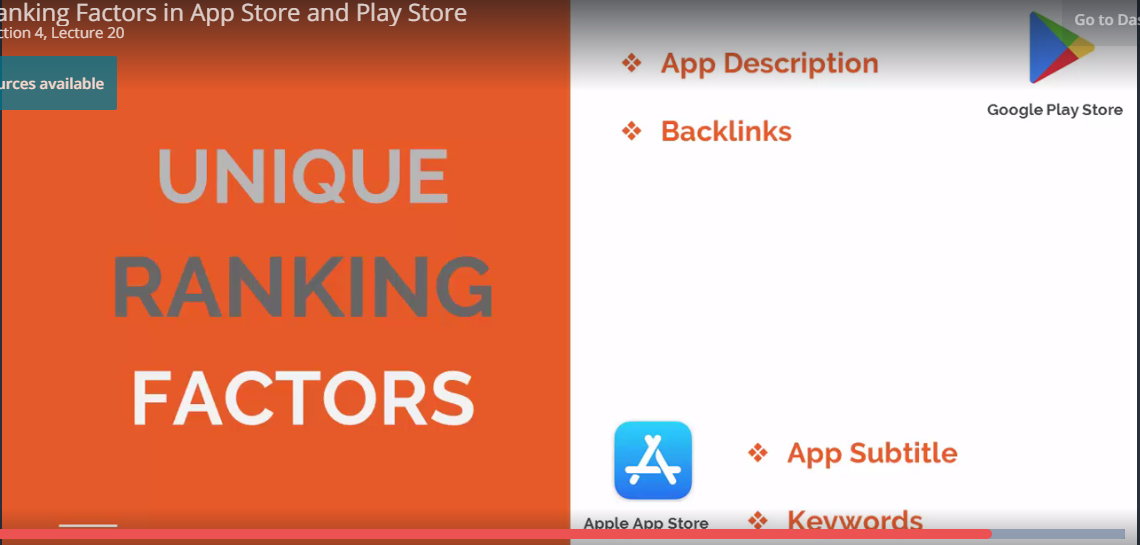 anking Factors in App Store and Play Store
ction 4, Lecture 20
Go to Das
urces available
UNIQUE
RANKING
FACTORS
❖ App Description
❖ Backlinks
Google Play Store
Apple App Store
❖ App Subtitle
❖ Keywords